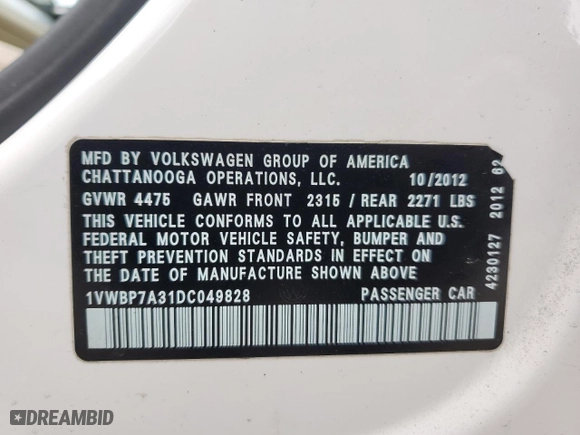 MFD BY VOLKSWAGEN GROUP OF AMERICA
CHATTANOOGA OPERATIONS, LLC. 10/2012
GVWR 4475 GAWR FRONT 2315 / REAR 2271 LBS
THIS VEHICLE CONFORMS TO ALL APPLICABLE U.S.
FEDERAL MOTOR VEHICLE SAFETY, BUMPER AND
THEFT PREVENTION STANDARDS IN EFFECT ON
THE DATE OF MANUFACTURE SHOWN ABOVE
1VWBP7A31DC049828 PASSENGER CAR
4230127 2012 62
DREAMBID